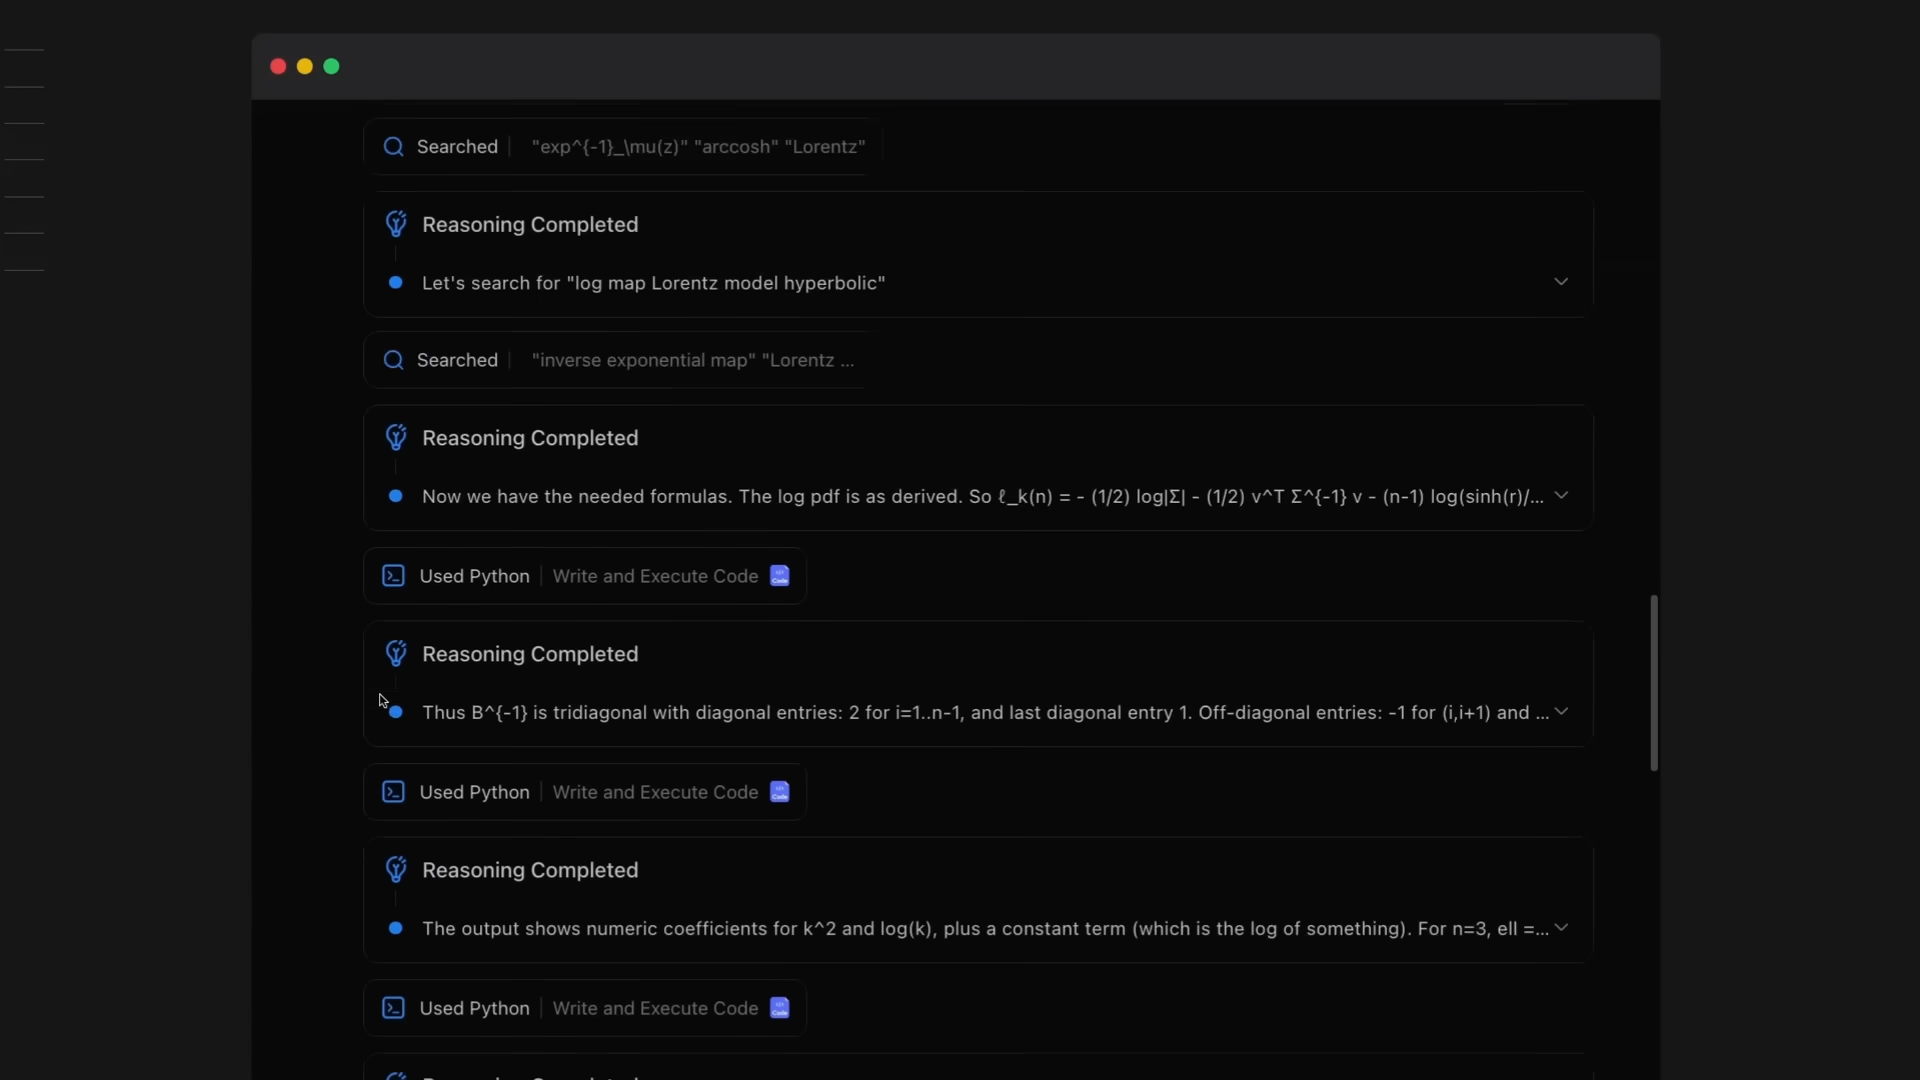 Searched "exp^{-1}_\mu(z)" "arccosh" "Lorentz"
Reasoning Completed
Let's search for "log map Lorentz model hyperbolic"
Searched "inverse exponential map" "Lorentz ...
Reasoning Completed
Now we have the needed formulas. The log pdf is as derived. So ℓ_k(n) = - (1/2) log|Σ| - (1/2) v^T Σ^{-1} v - (n-1) log(sinh(r)/...
Used Python Write and Execute Code Code
Reasoning Completed
Thus B^{-1} is tridiagonal with diagonal entries: 2 for i=1..n-1, and last diagonal entry 1. Off-diagonal entries: -1 for (i,i+1) and ...
Used Python Write and Execute Code Code
Reasoning Completed
The output shows numeric coefficients for k^2 and log(k), plus a constant term (which is the log of something). For n=3, ell =...
Used Python Write and Execute Code Code